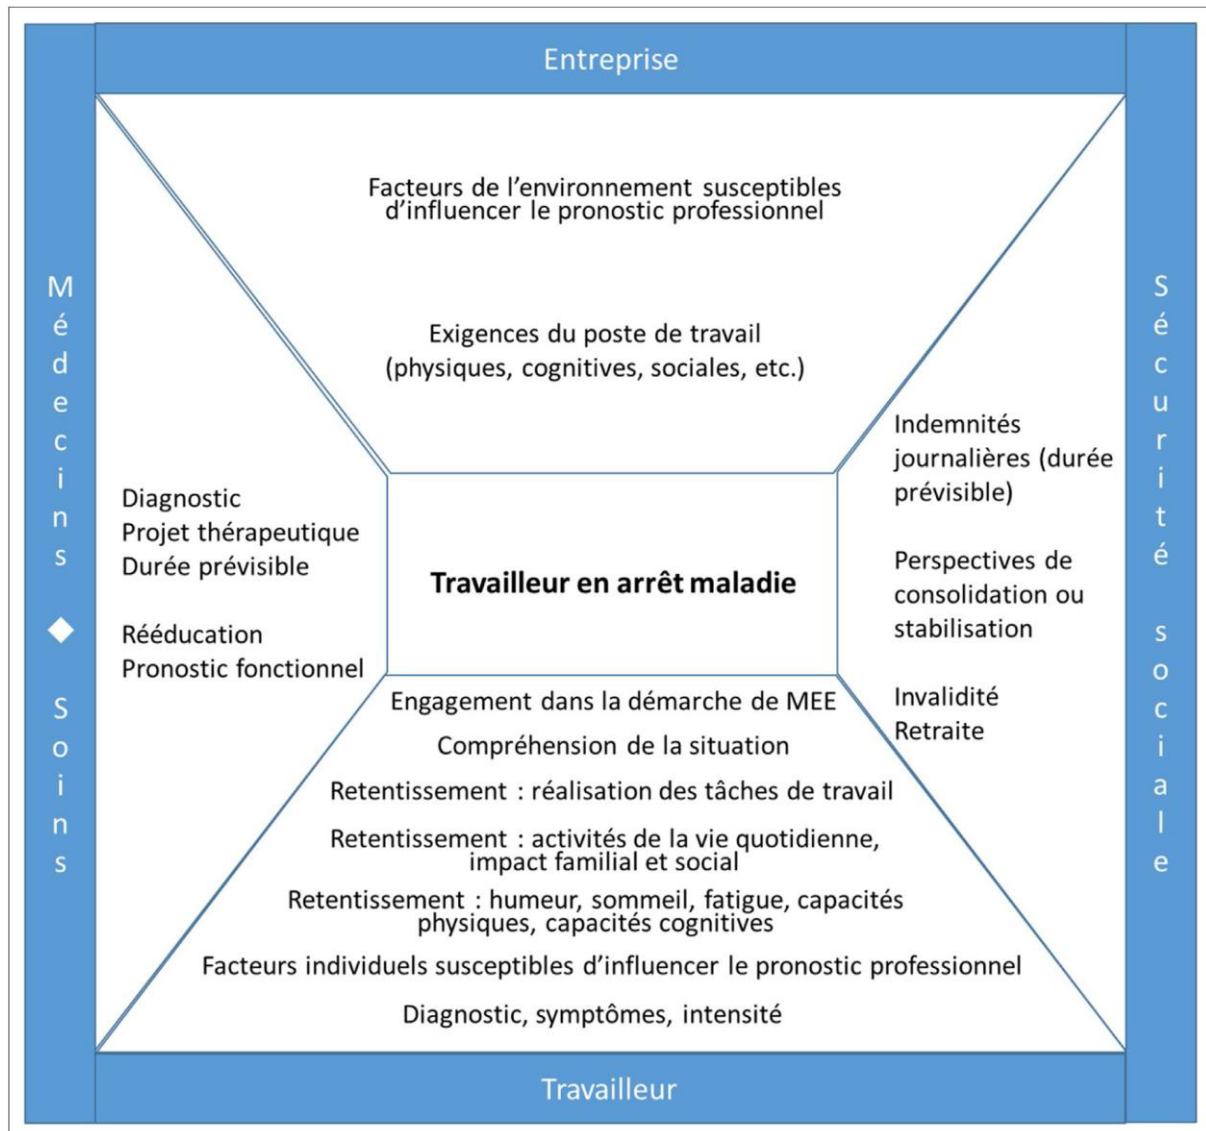 Entreprise
Facteurs de l’environnement susceptibles
d’influencer le pronostic professionnel
Exigences du poste de travail
(physiques, cognitives, sociales, etc.)
Médecins ◆ Soins
Diagnostic
Projet thérapeutique
Durée prévisible
Rééducation
Pronostic fonctionnel
Travailleur en arrêt maladie
Indemnités
journalières (durée
prévisible)
Perspectives de
consolidation ou
stabilisation
Invalidité
Retraite
Sécurité sociale
Engagement dans la démarche de MEE
Compréhension de la situation
Retentissement : réalisation des tâches de travail
Retentissement : activités de la vie quotidienne,
impact familial et social
Retentissement : humeur, sommeil, fatigue, capacités
physiques, capacités cognitives
Facteurs individuels susceptibles d’influencer le pronostic professionnel
Diagnostic, symptômes, intensité
Travailleur